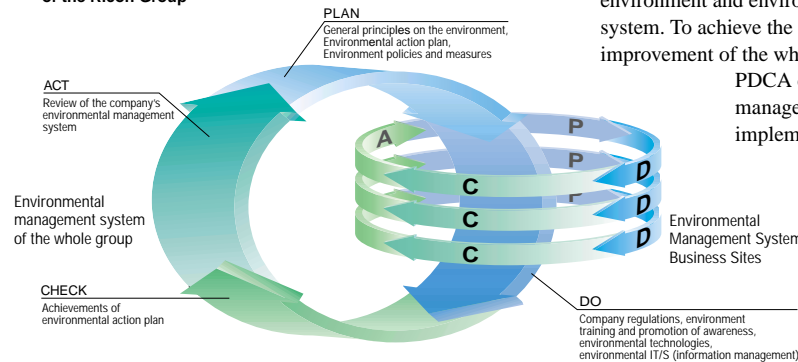 of the Ricoh Group
environment and enviro
system. To achieve the
improvement of the wh
PDCA
manage
implem
PLAN
General principles on the environment,
Environmental action plan,
Environment policies and measures
ACT
Review of the company's
environmental management
system
A
P
P
P
C
C
C
D
D
D
Environmental
management system
of the whole group
Environmental
Management System
Business Sites
CHECK
Achievements of
environmental action plan
DO
Company regulations, environment
training and promotion of awareness,
environmental technologies,
environmental IT/S (information management)